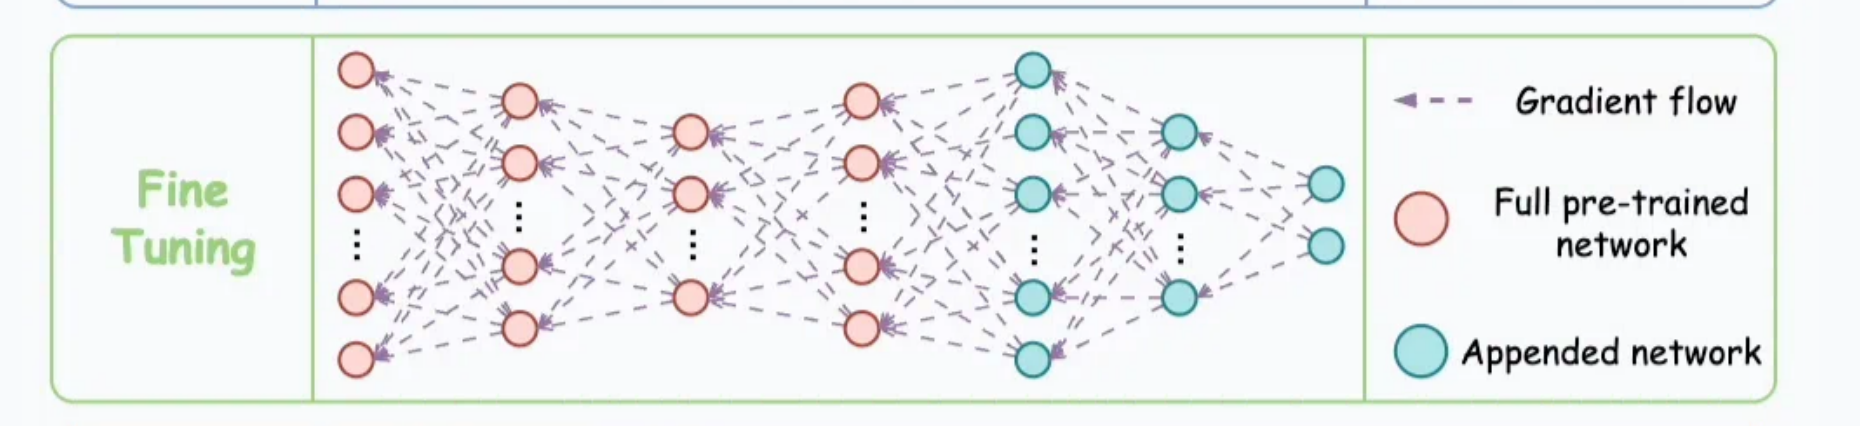 Fine
Tuning
Gradient flow
Full pre-trained
network
Appended network